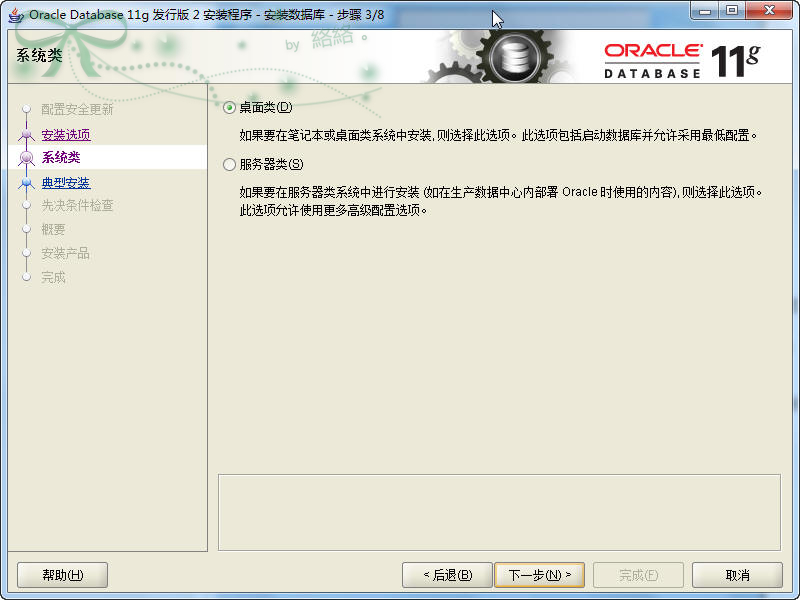 Oracle Database 11g 发行版 2 安装程序 - 安装数据库 - 步骤 3/8
系统类
by 絡絡。
ORACLE
DATABASE
11g
配置安全更新
安装选项
系统类
典型安装
先决条件检查
概要
安装产品
完成
桌面类(D)
如果要在笔记本或桌面类系统中安装,则选择此选项。此选项包括启动数据库并允许采用最低配置。
服务器类(S)
如果要在服务器类系统中进行安装 (如在生产数据中心内部署 Oracle 时使用的内容),则选择此选项。
此选项允许使用更多高级配置选项。
帮助(H)
< 后退(B)
下一步(N) >
完成(F)
取消